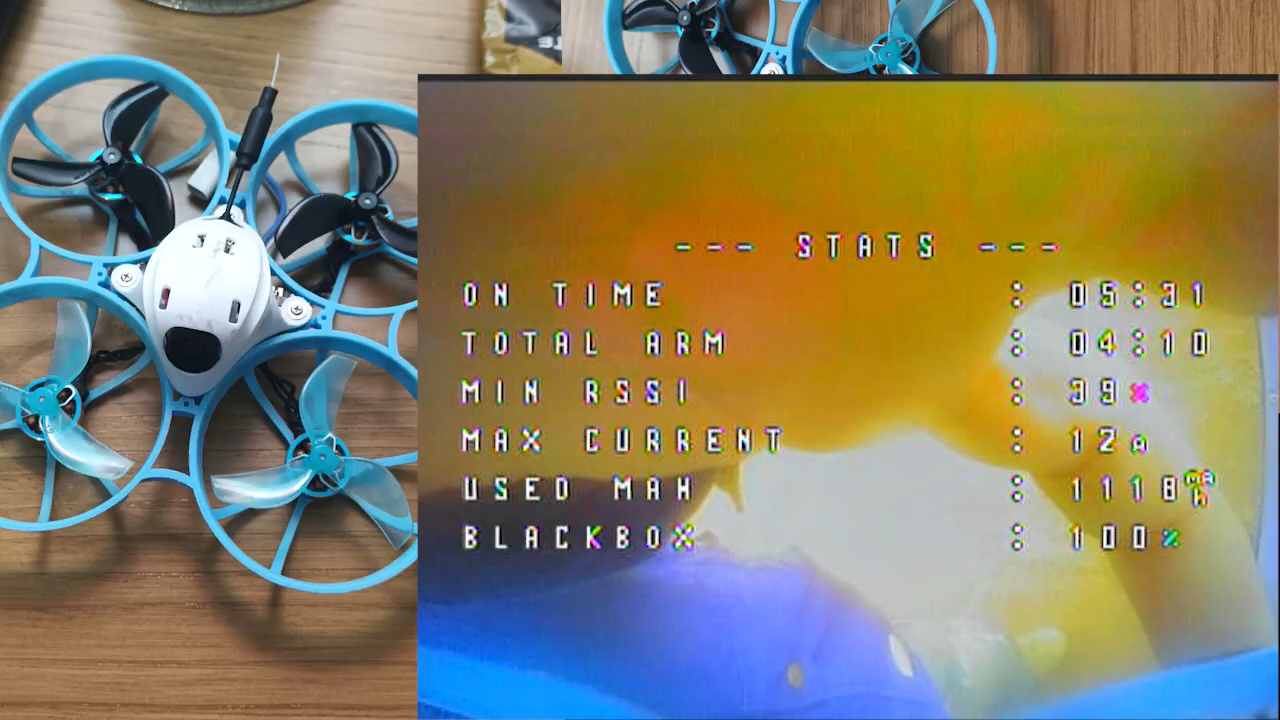 --- STATS ---
ON TIME : 05:31
TOTAL ARM : 04:10
MIN RSSI : 39%
MAX CURRENT : 12A
USED MAH : 1118MAH
BLACKBOX : 100%